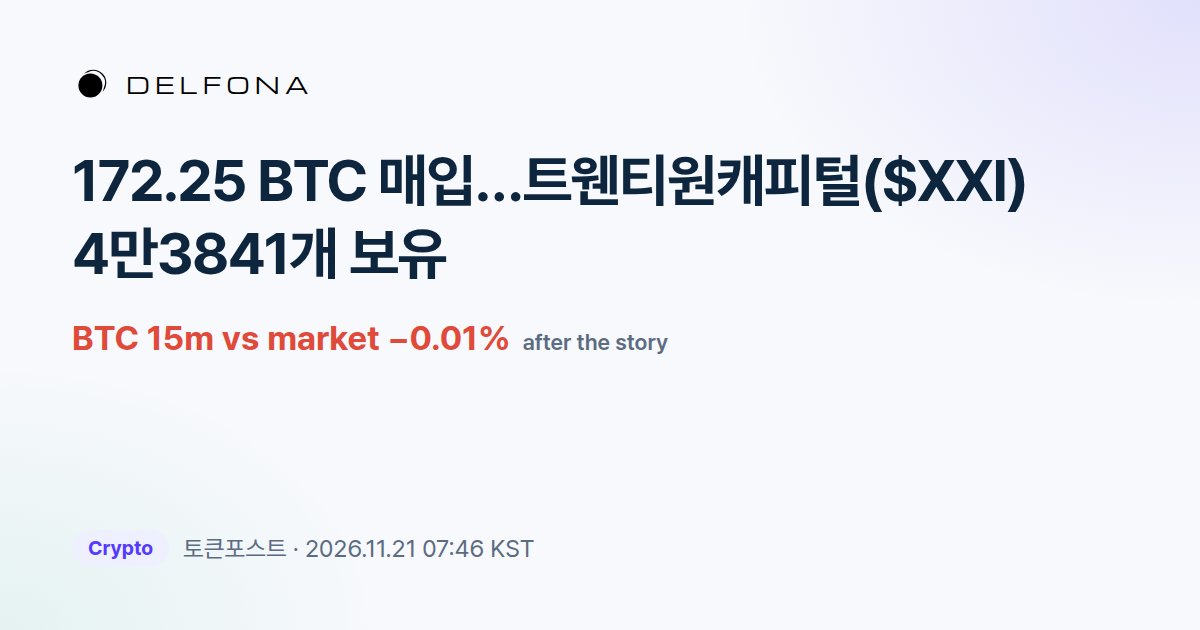 DELFONA
172.25 BTC 매입...트웬티원캐피털($XXI)
4만3841개 보유
BTC 15m vs market −0.01% after the story
Crypto 토큰포스트 · 2026.11.21 07:46 KST